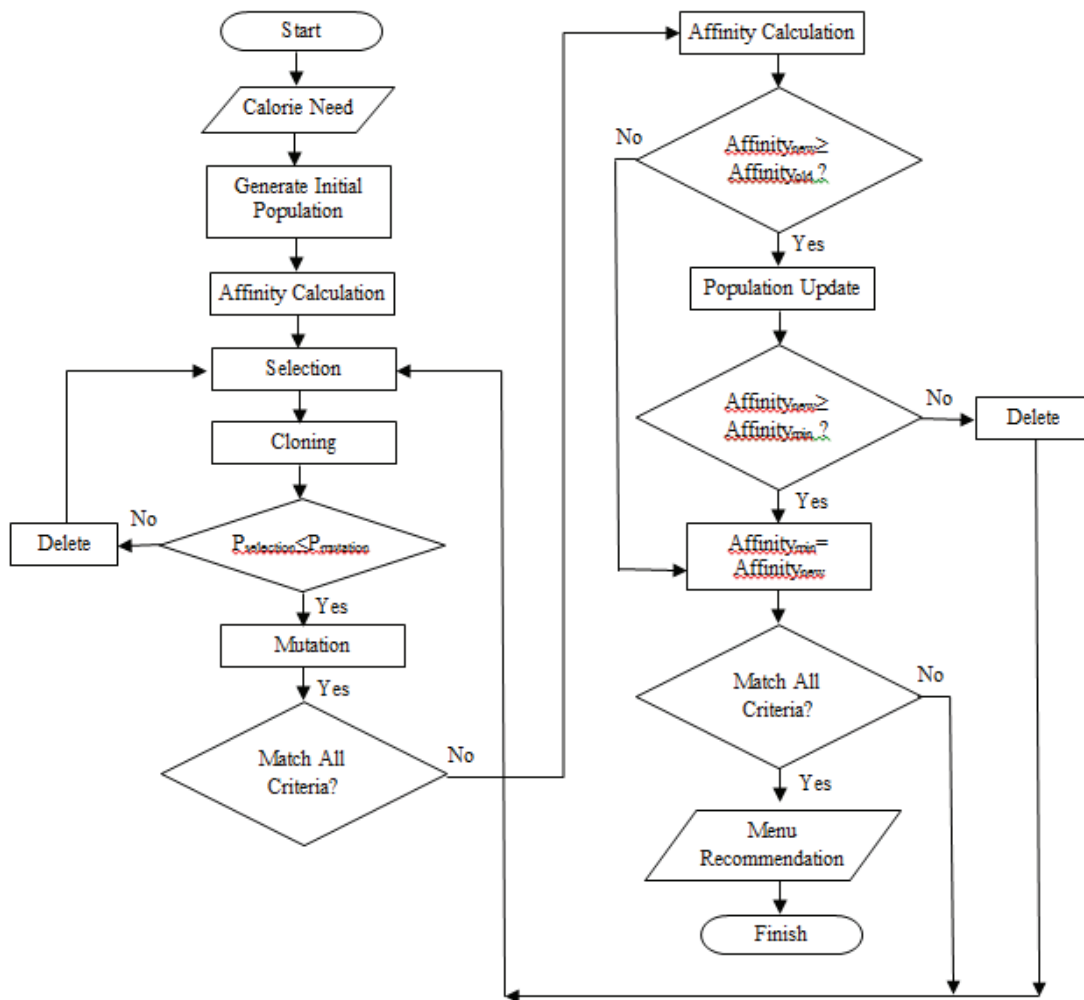 Start
Calorie Need
Generate Initial
Population
Affinity Calculation
Selection
Cloning
No
Delete
Pselection≤Pmutation
Yes
Mutation
Yes
Match All
Criteria?
No
Affinity Calculation
No
Affinitynew≥
Affinityold ?
Yes
Population Update
Affinitynew≥
Affinitymin ?
No
Delete
Yes
Affinitymin=
Affinitynew
Match All
Criteria?
No
Yes
Menu
Recommendation
Finish